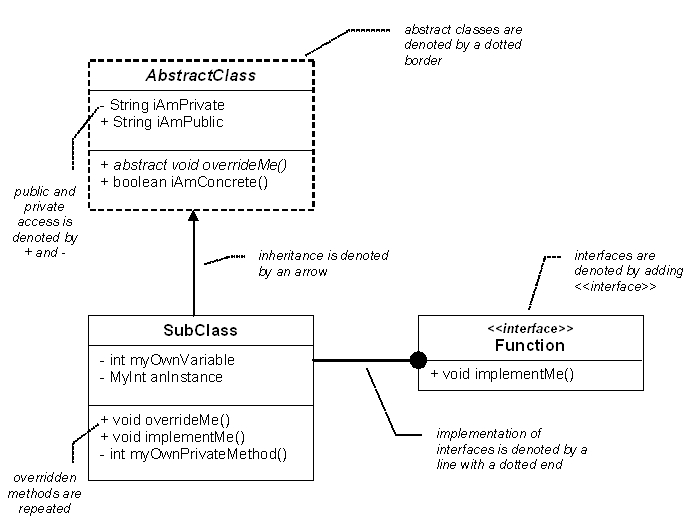 abstract classes are
denoted by a dotted
border
AbstractClass
- String iAmPrivate
+ String iAmPublic
+ abstract void overrideMe()
+ boolean iAmConcrete()
public and
private
access is
denoted by
+ and -
inheritance is denoted
by an arrow
interfaces are
denoted by adding
<<interface>>
SubClass
- int myOwnVariable
- MyInt anInstance
+ void overrideMe()
+ void implementMe()
- int myOwnPrivateMethod()
<<interface>>
Function
+ void implementMe()
implementation of
interfaces is denoted by a
line with a dotted end
overridden
methods are
repeated